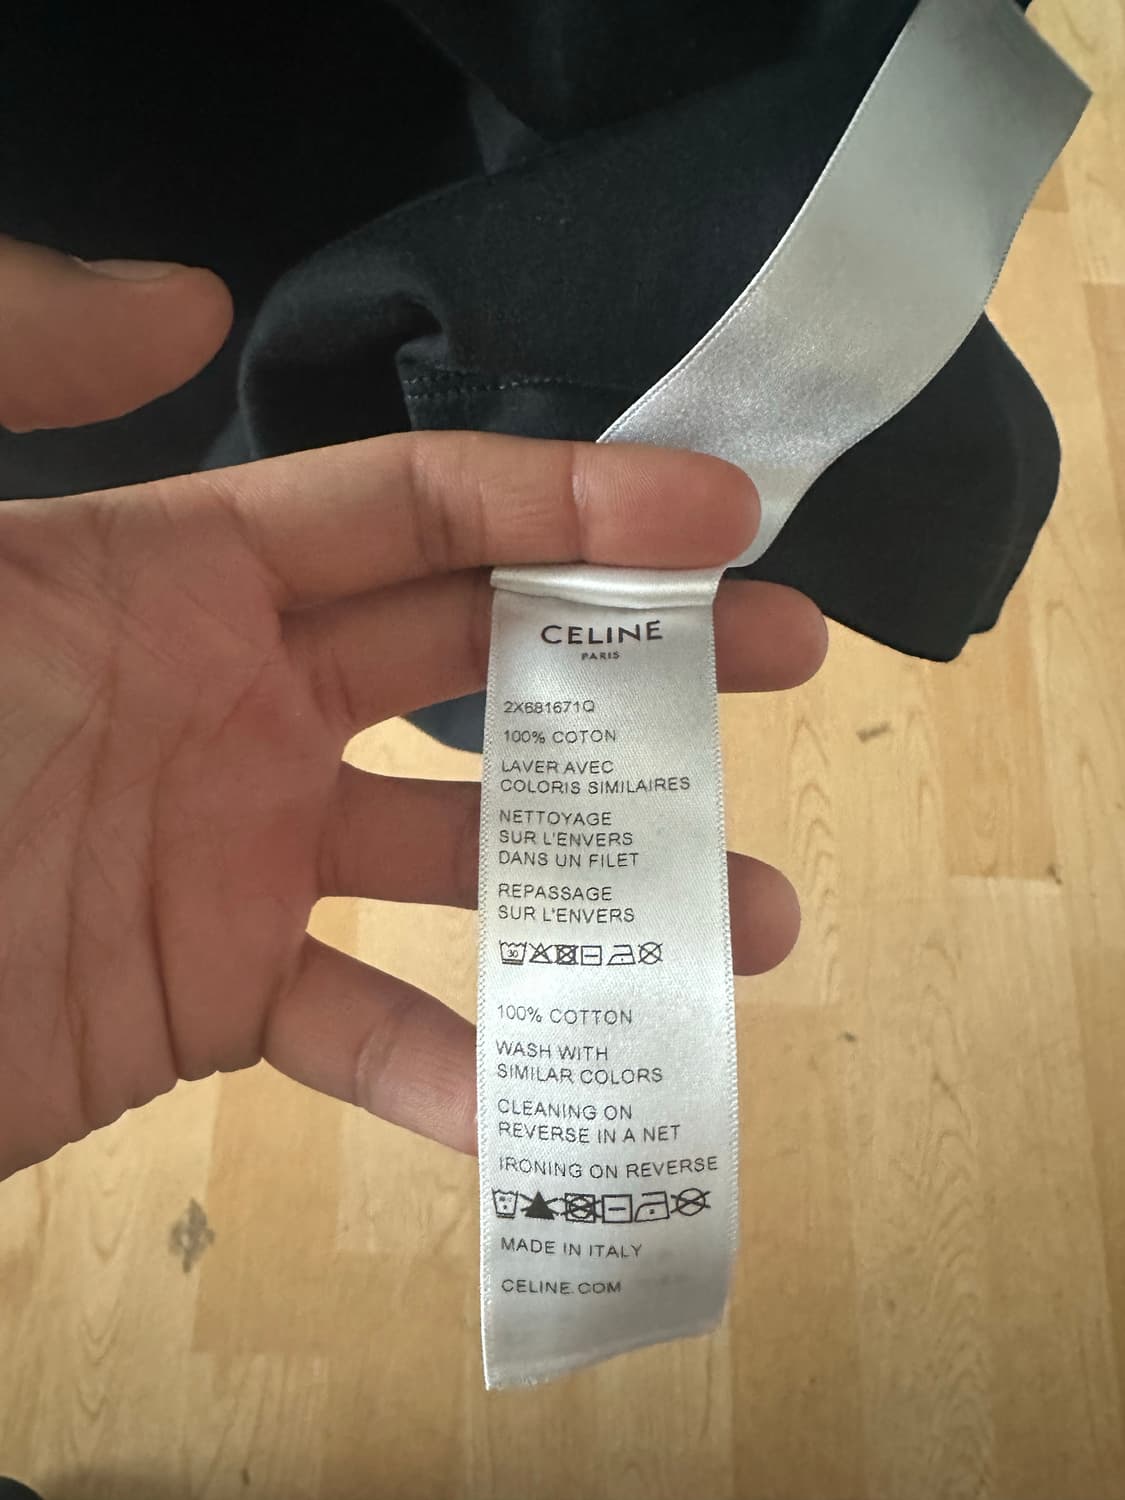 CELINE
PARIS
2X681671Q
100% COTON
LAVER AVEC
COLORIS SIMILAIRES
NETTOYAGE
SUR L'ENVERS
DANS UN FILET
REPASSAGE
SUR L'ENVERS
30
100% COTTON
WASH WITH
SIMILAR COLORS
CLEANING ON
REVERSE IN A NET
IRONING ON REVERSE
MADE IN ITALY
CELINE.COM